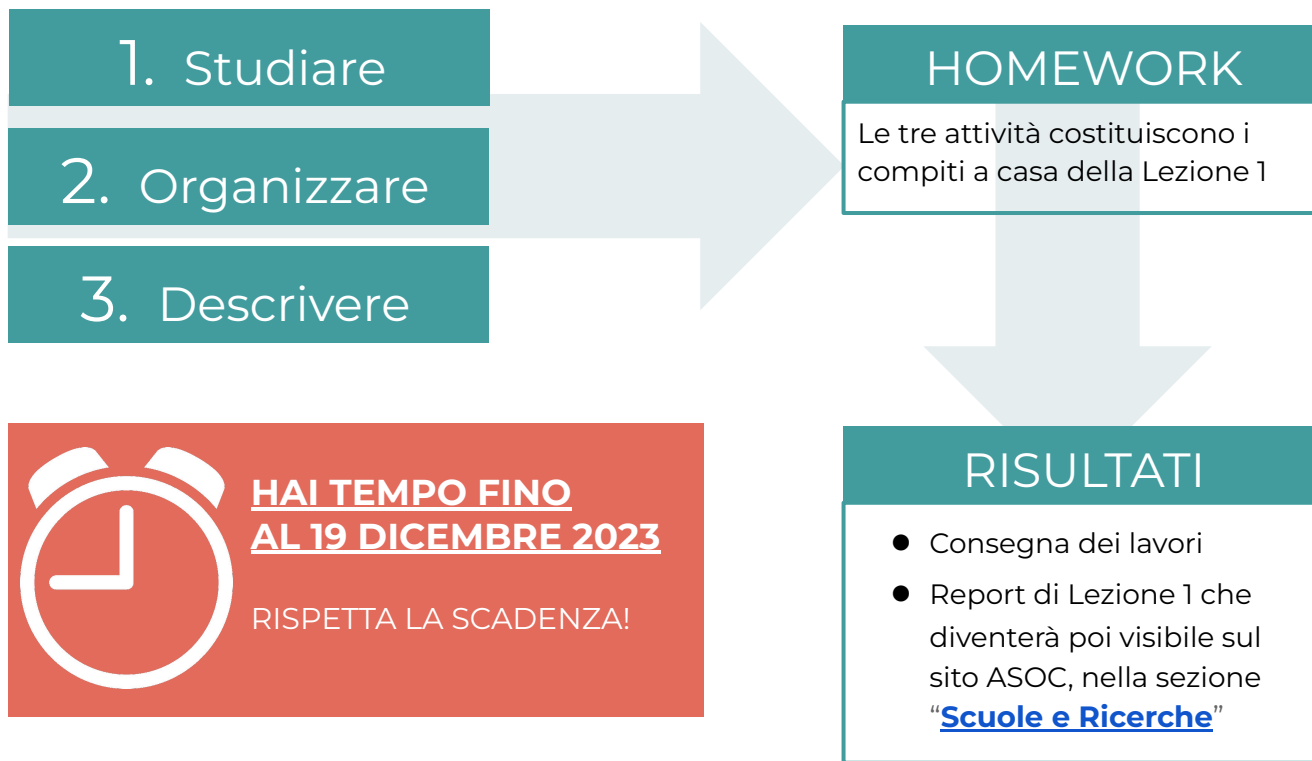 1. Studiare
2. Organizzare
3. Descrivere
HOMEWORK
Le tre attività costituiscono i
compiti a casa della Lezione 1
HAI TEMPO FINO
AL 19 DICEMBRE 2023
RISPETTA LA SCADENZA!
RISULTATI
● Consegna dei lavori
● Report di Lezione 1 che
diventerà poi visibile sul
sito ASOC, nella sezione
“Scuole e Ricerche”